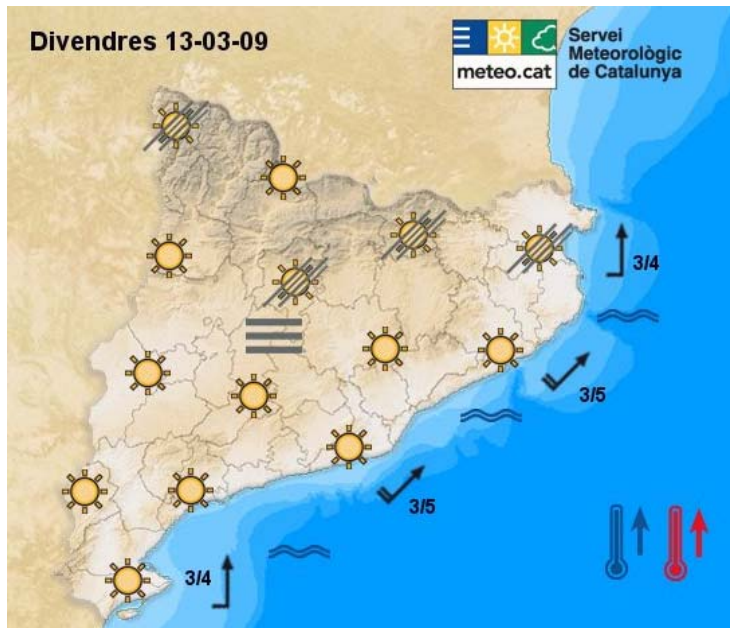 Divendres 13-03-09
meteo.cat
Servei
Meteorològic
de Catalunya
3/4
3/5
3/5
3/4